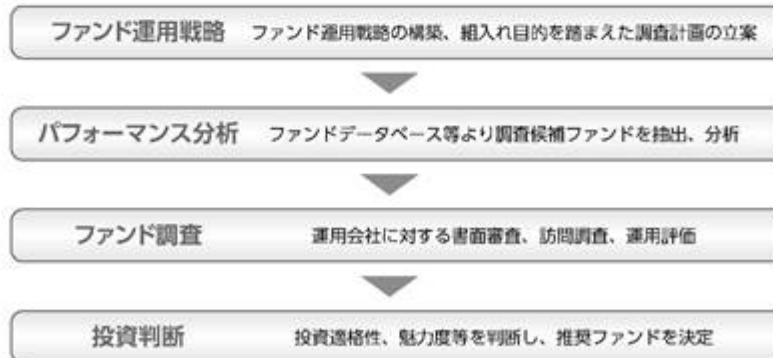 ファンド運用戦略 ファンド運用戦略の構築、組入れ目的を踏まえた調査計画の立案
パフォーマンス分析 ファンドデータベース等より調査候補ファンドを抽出、分析
ファンド調査 運用会社に対する書面審査、訪問調査、運用評価
投資判断 投資適格性、魅力度等を判断し、推奨ファンドを決定